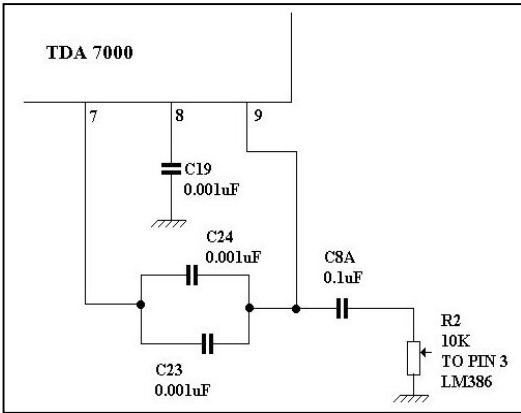 TDA 7000
7
8
9
C19
0.001uF
C24
0.001uF
C8A
0.1uF
C23
0.001uF
R2
10K
TO PIN 3
LM386